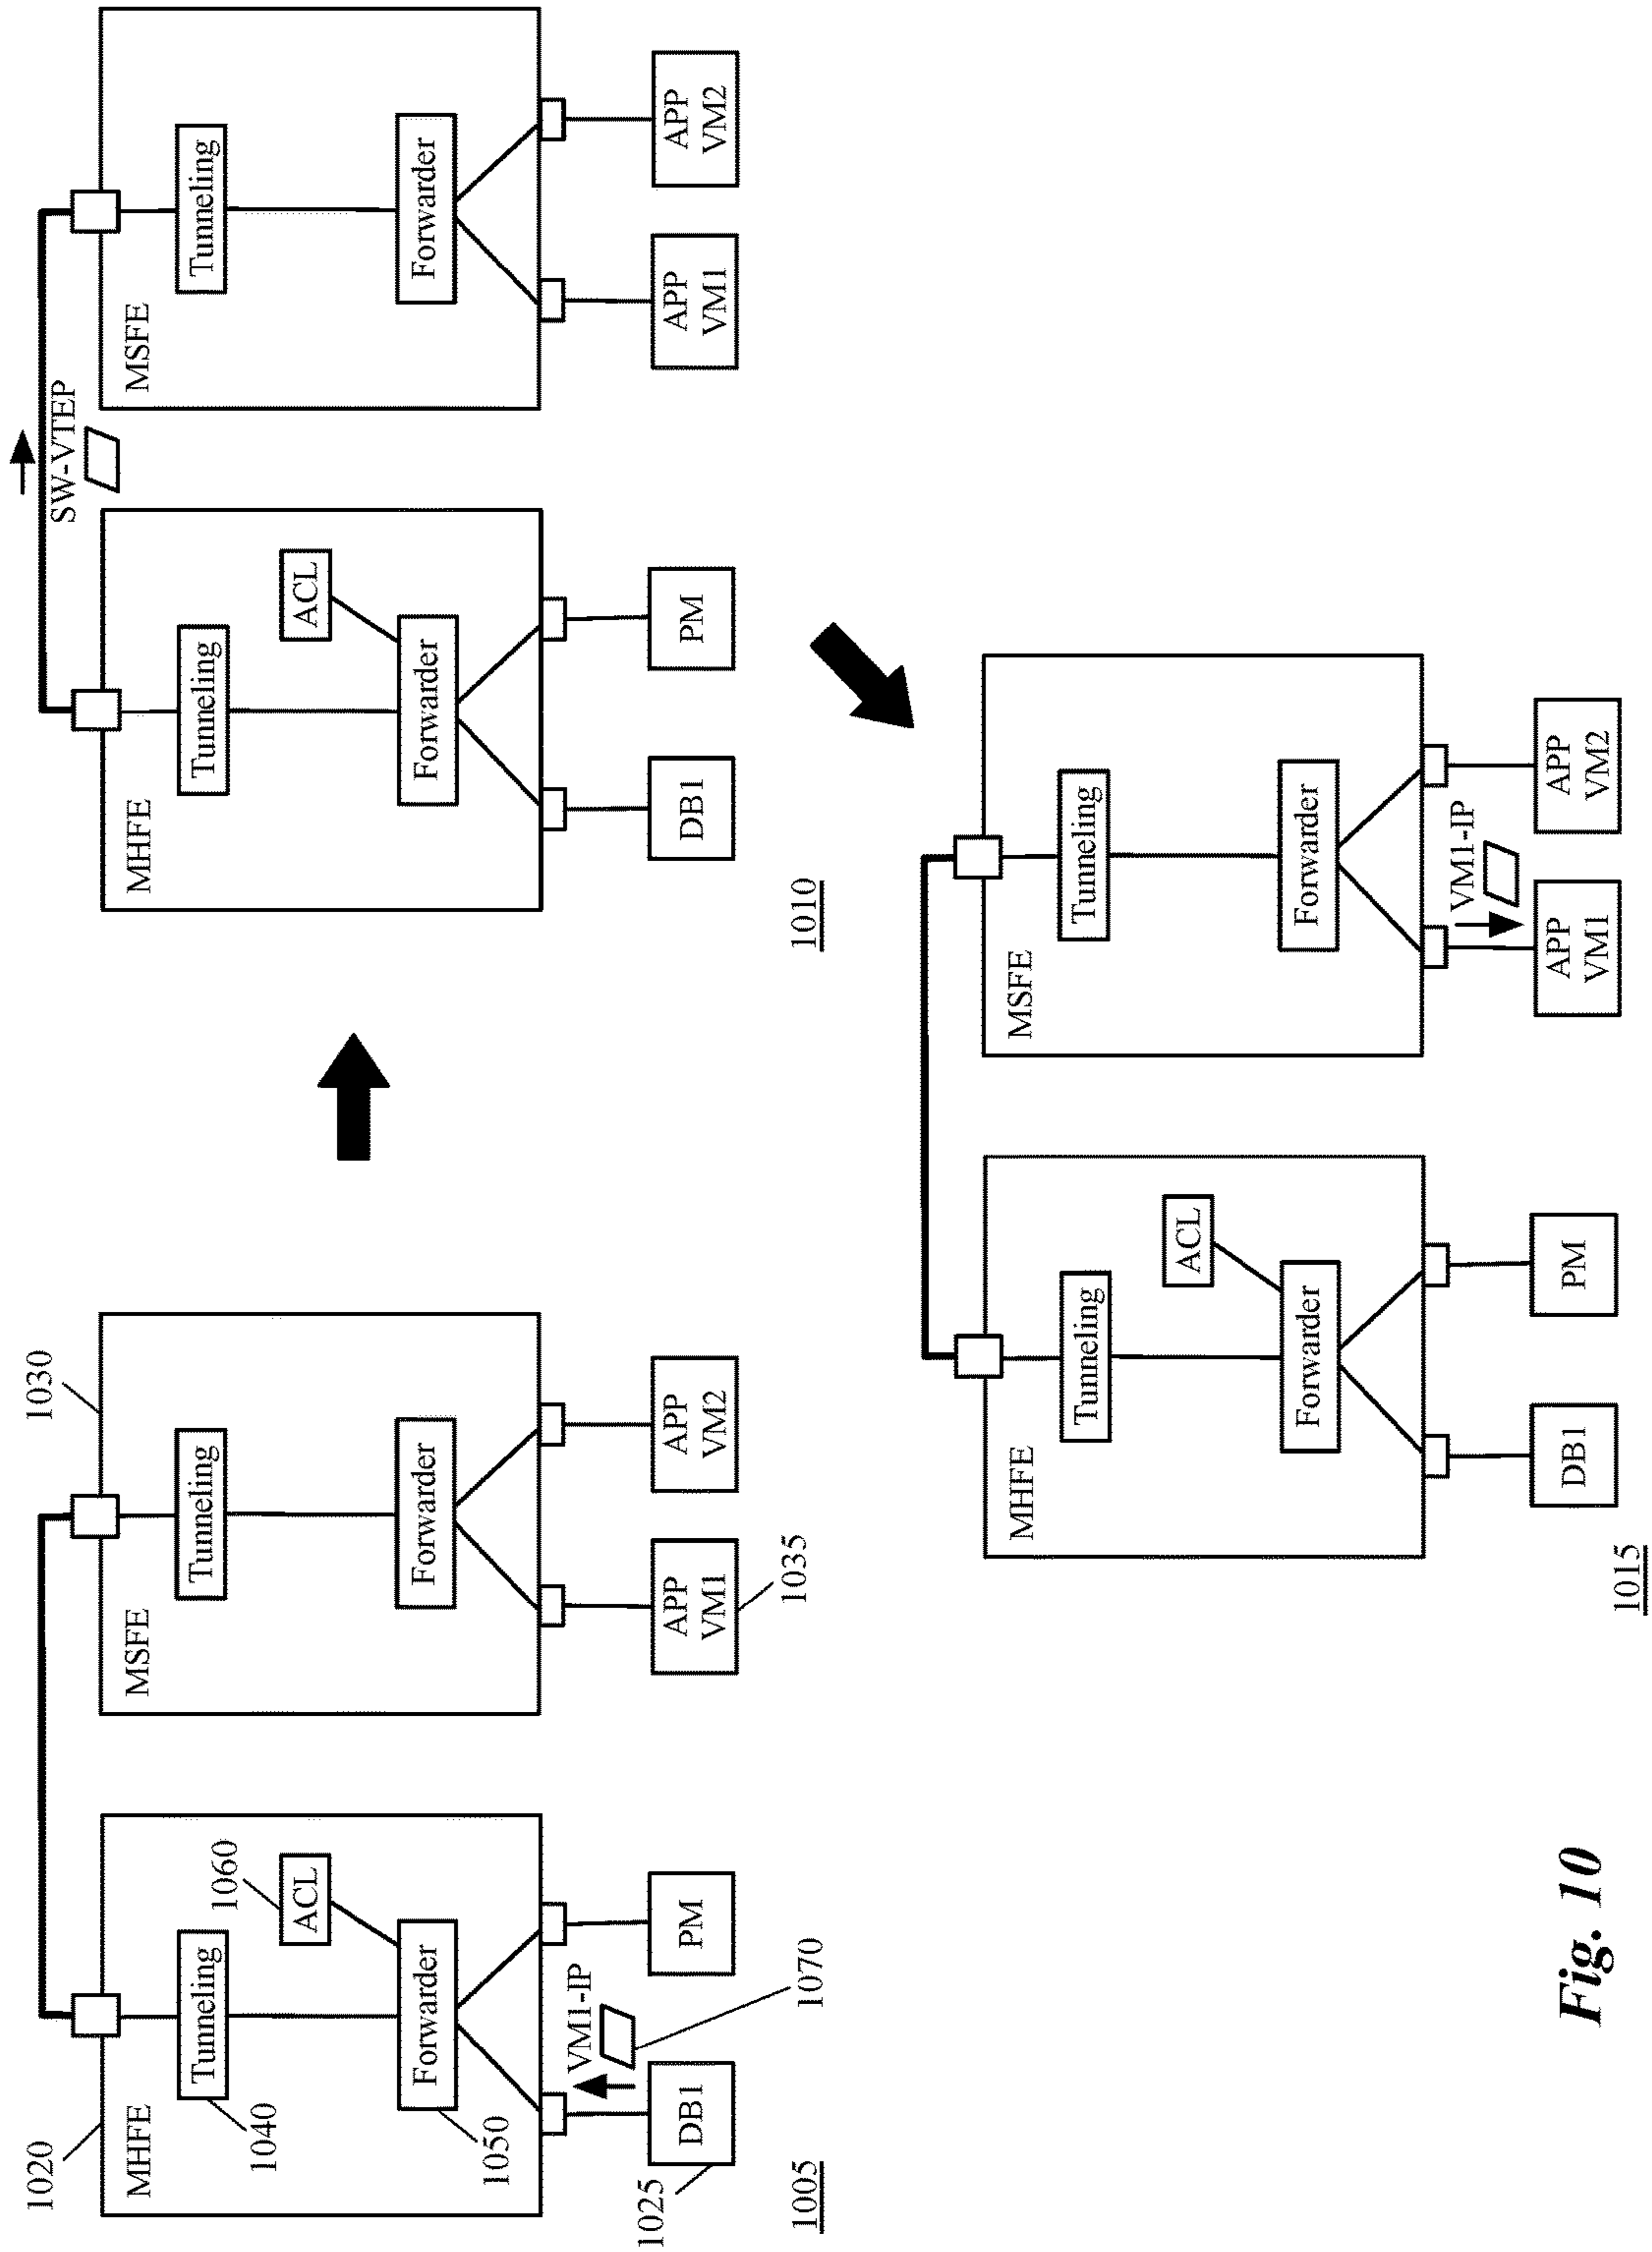 1020
MHFE
Tunneling
1040
1060
ACL
Forwarder
1050
VM1-IP
1070
DB1
1025
PM
1005
1030
MSFE
Tunneling
Forwarder
APP
VM1
1035
APP
VM2
SW-VTEP
MHFE
Tunneling
ACL
Forwarder
DB1
PM
1010
MSFE
Tunneling
Forwarder
APP
VM1
APP
VM2
MHFE
Tunneling
ACL
Forwarder
DB1
PM
1015
MSFE
Tunneling
Forwarder
VM1-IP
APP
VM1
APP
VM2
Fig. 10